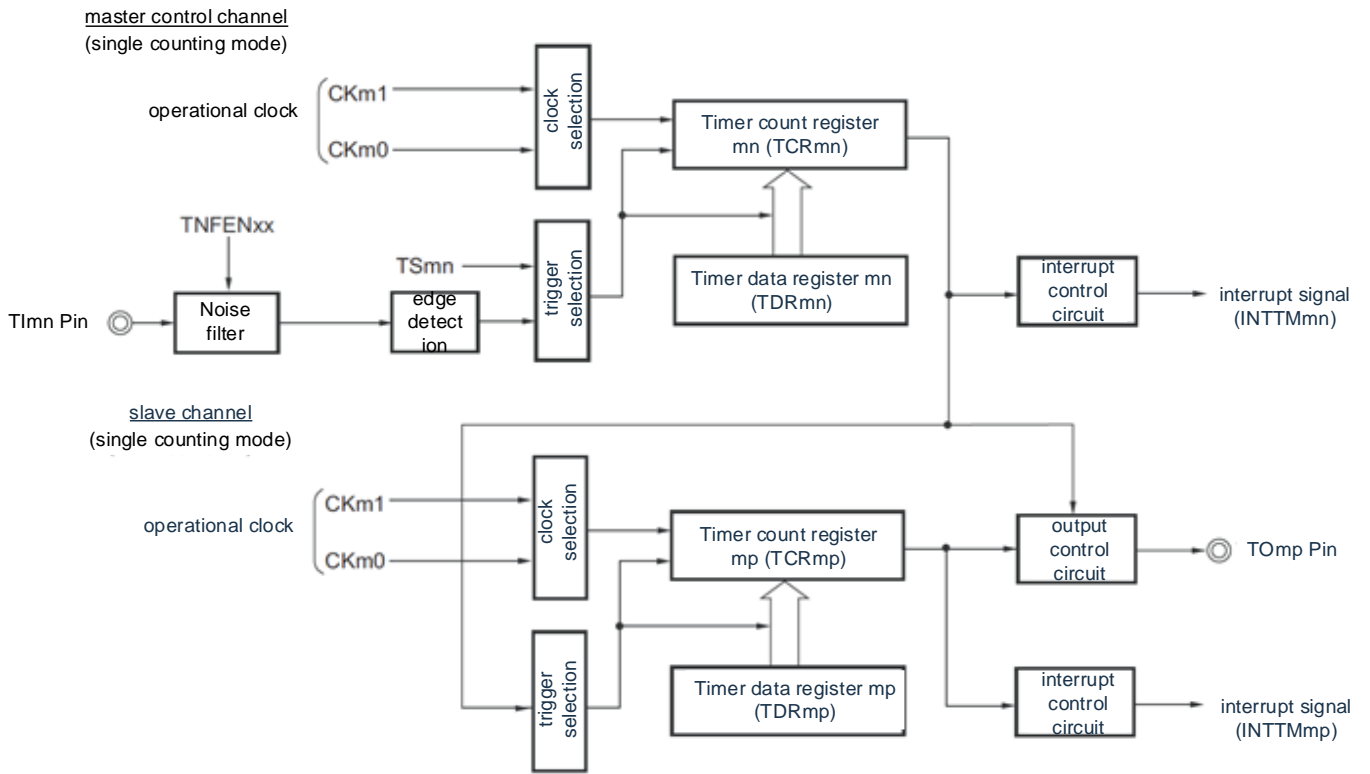 master control channel
(single counting mode)
operational clock
CKm1
CKm0
clock
selection
Timer count register
mn (TCRmn)
TNFENxx
TSmn
trigger
selection
Timer data register mn
(TDRmn)
interrupt
control
circuit
interrupt signal
(INTTMmn)
TImn Pin
Noise
filter
edge
detect
ion
slave channel
(single counting mode)
operational clock
CKm1
CKm0
clock
selection
Timer count register
mp (TCRmp)
output
control
circuit
TOmp Pin
trigger
selection
Timer data register mp
(TDRmp)
interrupt
control
circuit
interrupt signal
(INTTMmp)